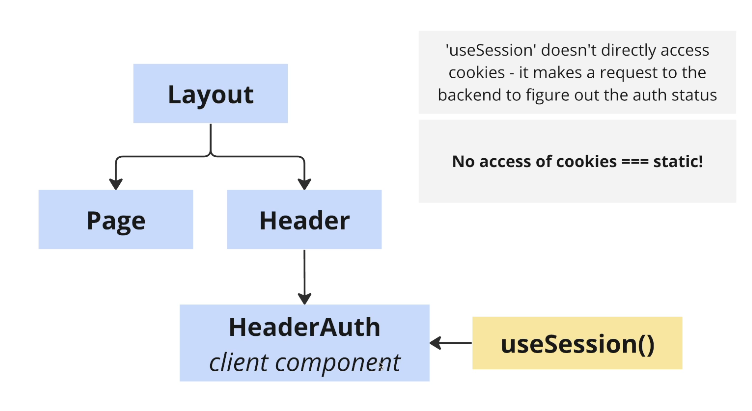 'useSession' doesn't directly access
cookies - it makes a request to the
backend to figure out the auth status
Layout
No access of cookies === static!
Page
Header
HeaderAuth
client component
useSession()